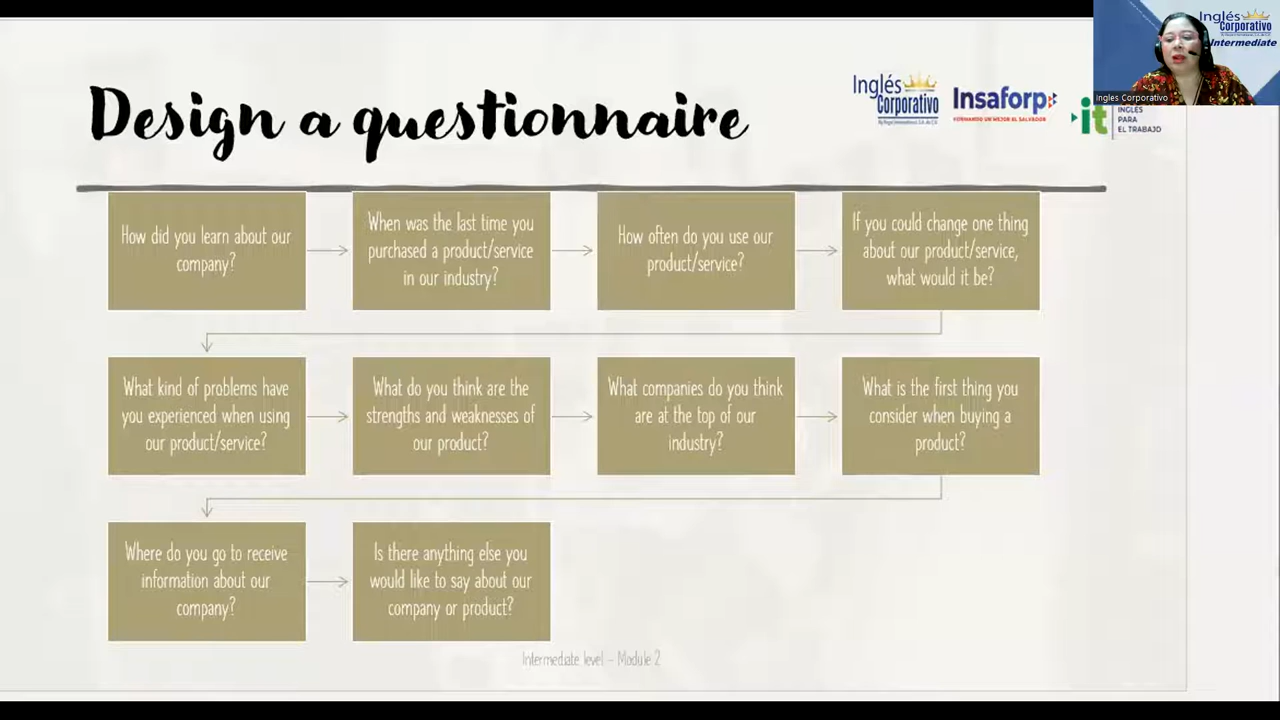 Design a questionnaire
Inglés
Corporativo
Insaforp
FORMANDO UN MEJOR EL SALVADOR
it
INGLÉS
PARA
EL TRABAJO
Inglés
Corporativo
Intermediate
Ingles Corporativo
How did you learn about our
company?
When was the last time you
purchased a product/service
in our industry?
How often do you use our
product/service?
If you could change one thing
about our product/service,
what would it be?
What kind of problems have
you experienced when using
our product/service?
What do you think are the
strengths and weaknesses of
our product?
What companies do you think
are at the top of our
industry?
What is the first thing you
consider when buying a
product?
Where do you go to receive
information about our
company?
Is there anything else you
would like to say about our
company or product?
Intermediate level – Module 2